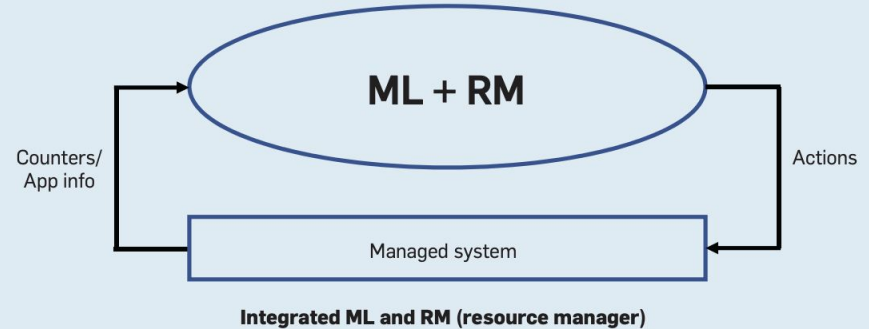 ML + RM
Counters/
App info
Actions
Managed system
Integrated ML and RM (resource manager)